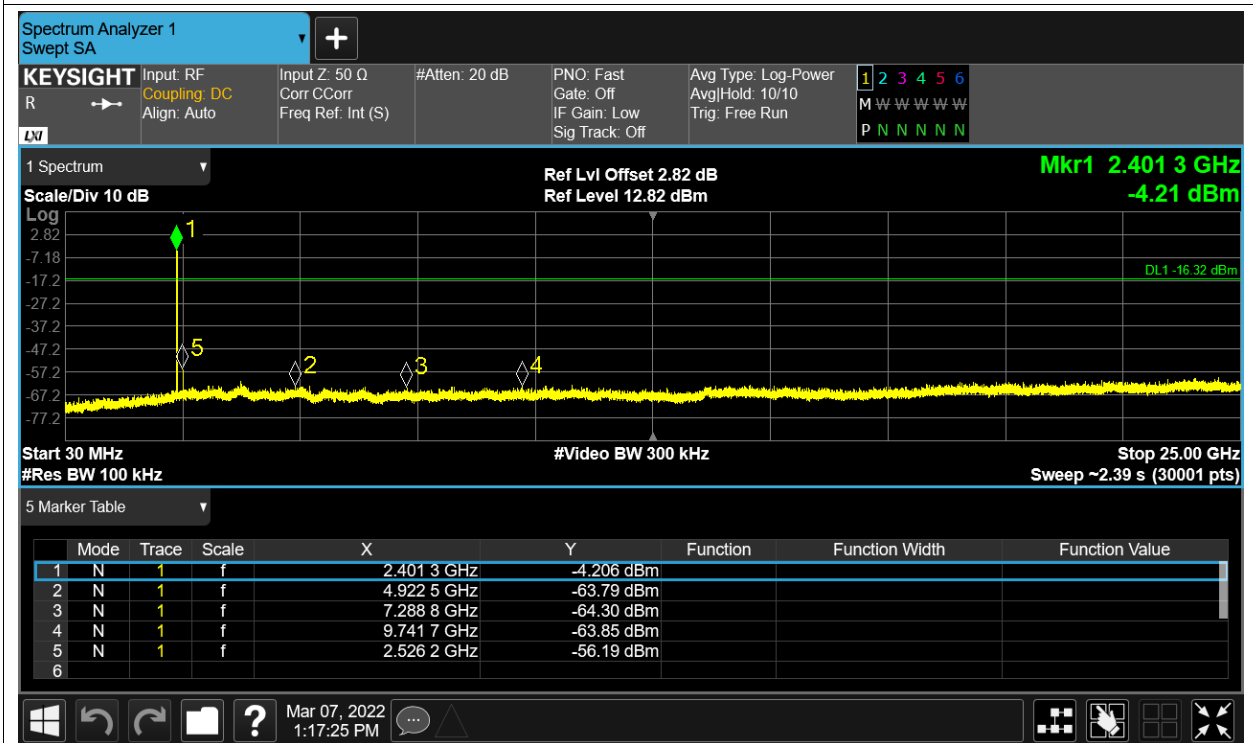 Spectrum Analyzer 1
Swept SA
+
KEYSIGHT
R
LXI
Input: RF
Coupling: DC
Align: Auto
Input Z: 50 Ω
Corr CCorr
Freq Ref: Int (S)
#Atten: 20 dB
PNO: Fast
Gate: Off
IF Gain: Low
Sig Track: Off
Avg Type: Log-Power
Avg|Hold: 10/10
Trig: Free Run
1 2 3 4 5 6
M W W W W W
P N N N N N
1 Spectrum
Scale/Div 10 dB
Ref Lvl Offset 2.82 dB
Ref Level 12.82 dBm
Mkr1 2.401 3 GHz
-4.21 dBm
Log
2.82
-7.18
-17.2
-27.2
-37.2
-47.2
-57.2
-67.2
-77.2
1
DL1 -16.32 dBm
5
2
3
4
Start 30 MHz
#Video BW 300 kHz
Stop 25.00 GHz
#Res BW 100 kHz
Sweep ~2.39 s (30001 pts)
5 Marker Table
Mode Trace Scale X Y Function Function Width Function Value
1 N 1 f 2.401 3 GHz -4.206 dBm
2 N 1 f 4.922 5 GHz -63.79 dBm
3 N 1 f 7.288 8 GHz -64.30 dBm
4 N 1 f 9.741 7 GHz -63.85 dBm
5 N 1 f 2.526 2 GHz -56.19 dBm
6
?
Mar 07, 2022
1:17:25 PM